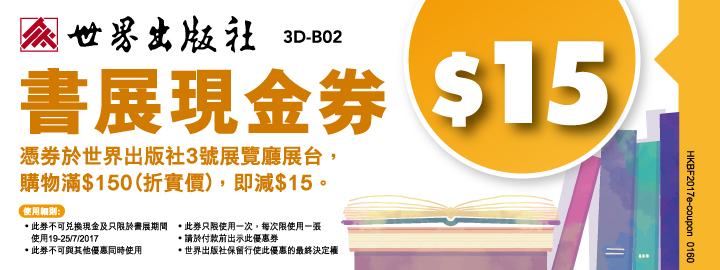 世界出版社 3D-B02
書展現金券
$15
憑券於世界出版社3號展覽廳展台，
購物滿$150(折實價)，即減$15。
使用細則:
• 此券不可兌換現金及只限於書展期間
使用19-25/7/2017
• 此券不可與其他優惠同時使用
• 此券只限使用一次，每次限使用一張
• 請於付款前出示此優惠券
• 世界出版社保留行使此優惠的最終決定權
HKBF2017e-coupon 0160